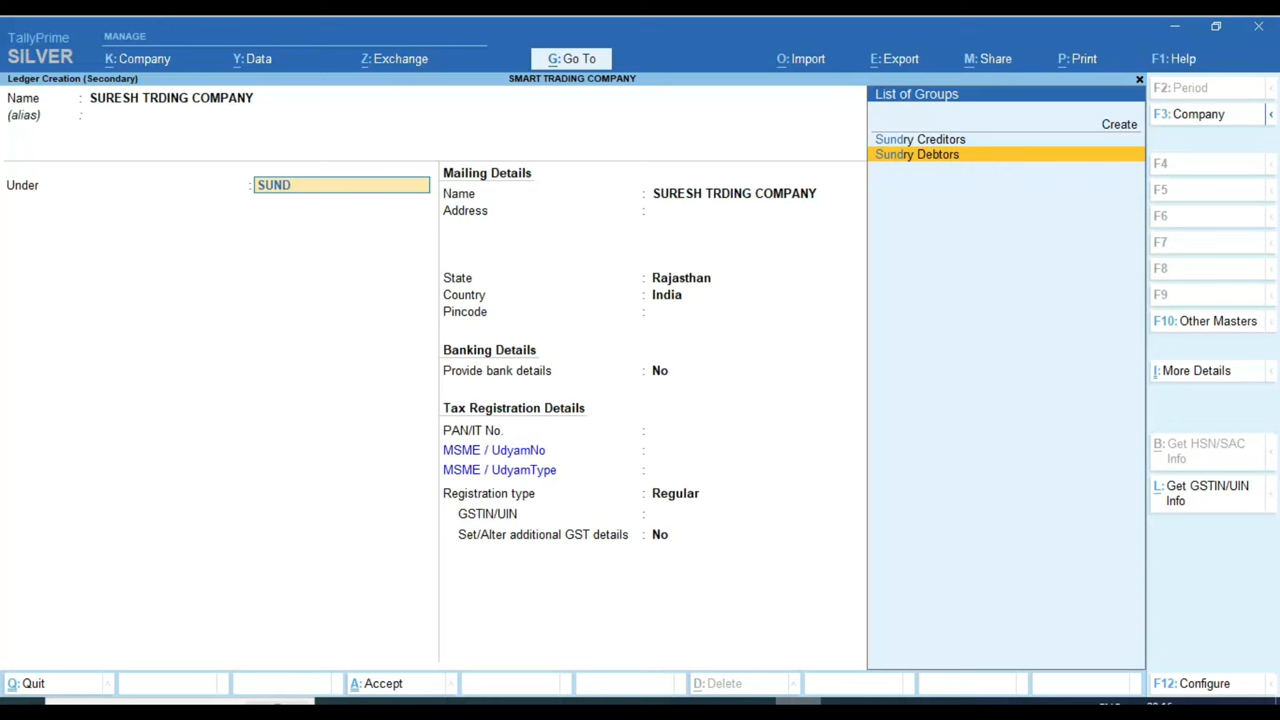 TallyPrime
SILVER
MANAGE
K: Company
Y: Data
Z: Exchange
G: Go To
O: Import
E: Export
M: Share
P: Print
F1: Help
Ledger Creation (Secondary)
SMART TRADING COMPANY
Name : SURESH TRDING COMPANY
(alias) :
Under : SUND
Mailing Details
Name : SURESH TRDING COMPANY
Address :
State : Rajasthan
Country : India
Pincode :
Banking Details
Provide bank details : No
Tax Registration Details
PAN/IT No. :
MSME / UdyamNo :
MSME / UdyamType :
Registration type : Regular
GSTIN/UIN :
Set/Alter additional GST details : No
List of Groups
Create
Sundry Creditors
Sundry Debtors
F2: Period
F3: Company
F4
F5
F6
F7
F8
F9
F10: Other Masters
I: More Details
B: Get HSN/SAC
Info
L: Get GSTIN/UIN
Info
Q: Quit
A: Accept
D: Delete
F12: Configure